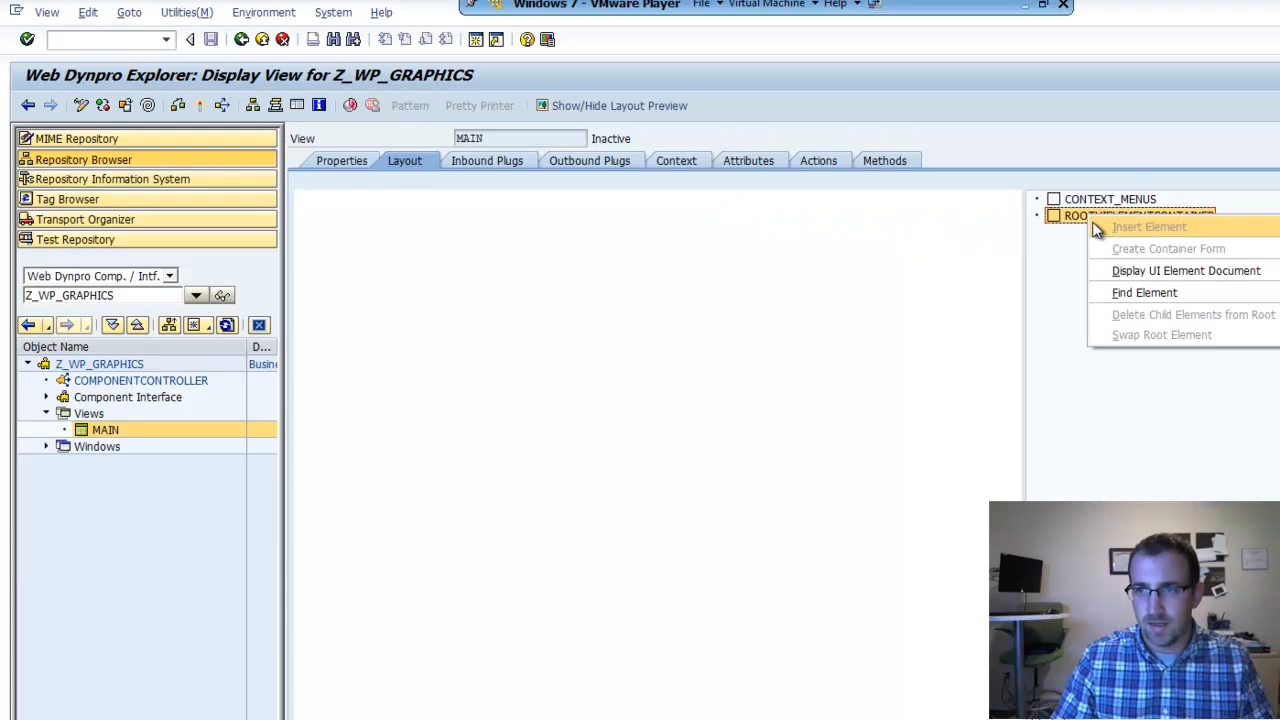 Windows 7 - VMware Player File Virtual Machine Help
View Edit Goto Utilities(M) Environment System Help
Web Dynpro Explorer: Display View for Z_WP_GRAPHICS
Pattern Pretty Printer Show/Hide Layout Preview
MIME Repository
Repository Browser
Repository Information System
Tag Browser
Transport Organizer
Test Repository
Web Dynpro Comp. / Intf.
Z_WP_GRAPHICS
Object Name D...
Z_WP_GRAPHICS Busine
COMPONENTCONTROLLER
Component Interface
Views
MAIN
Windows
View MAIN Inactive
Properties Layout Inbound Plugs Outbound Plugs Context Attributes Actions Methods
CONTEXT_MENUS
Insert Element
Create Container Form
Display UI Element Document
Find Element
Delete Child Elements from Root
Swap Root Element